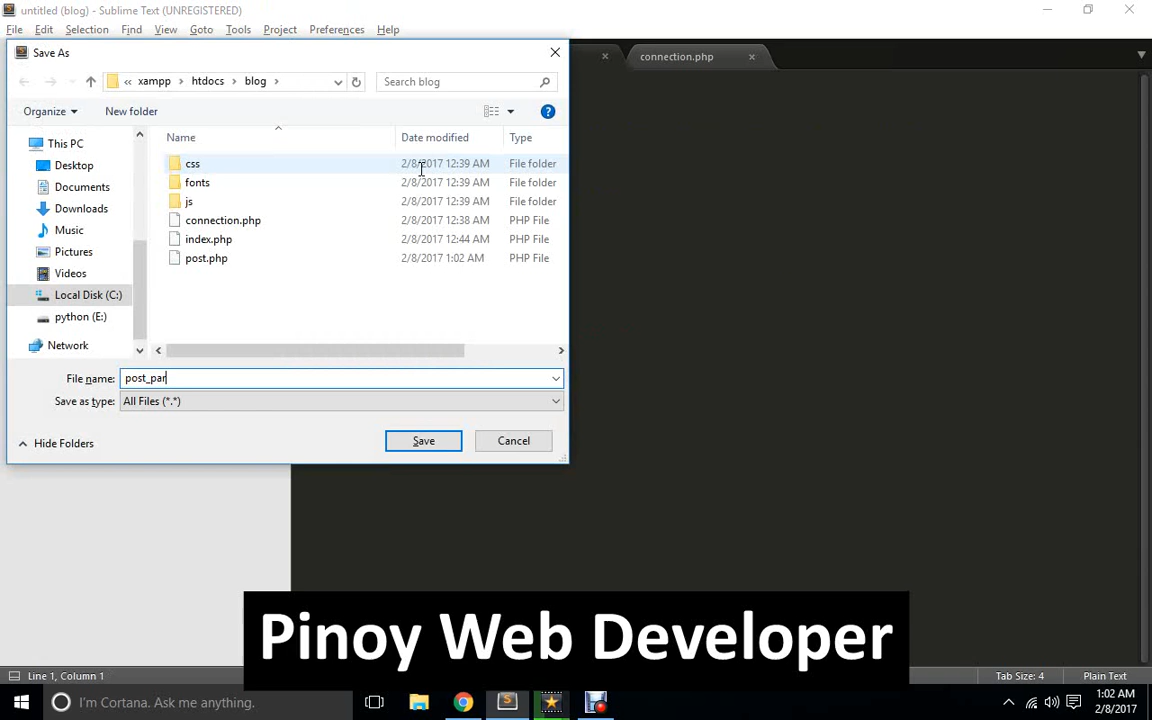 untitled (blog) - Sublime Text (UNREGISTERED)
File Edit Selection Find View Goto Tools Project Preferences Help
Save As
connection.php
« xampp › htdocs › blog ›
Search blog
Organize
New folder
Name Date modified Type
This PC
Desktop
Documents
Downloads
Music
Pictures
Videos
Local Disk (C:)
python (E:)
Network
css 2/8/2017 12:39 AM File folder
fonts 2/8/2017 12:39 AM File folder
js 2/8/2017 12:39 AM File folder
connection.php 2/8/2017 12:38 AM PHP File
index.php 2/8/2017 12:44 AM PHP File
post.php 2/8/2017 1:02 AM PHP File
File name: post_par
Save as type: All Files (*.*)
Hide Folders
Save
Cancel
Pinoy Web Developer
Line 1, Column 1
Tab Size: 4
Plain Text
I'm Cortana. Ask me anything.
1:02 AM
2/8/2017